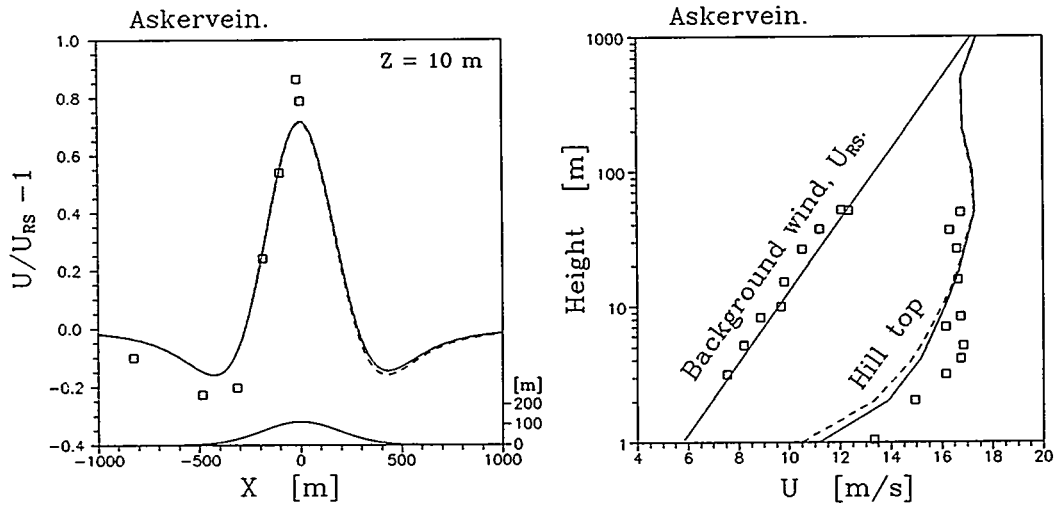 Askervein.
Z = 10 m
U/U_RS −1
1.0
0.8
0.6
0.4
0.2
0.0
−0.2
−0.4
[m]
200
100
0
−1000 −500 0 500 1000
X [m]
Askervein.
Height [m]
1000
100
10
1
Background wind, U_RS.
Hill top
4 6 8 10 12 14 16 18 20
U [m/s]